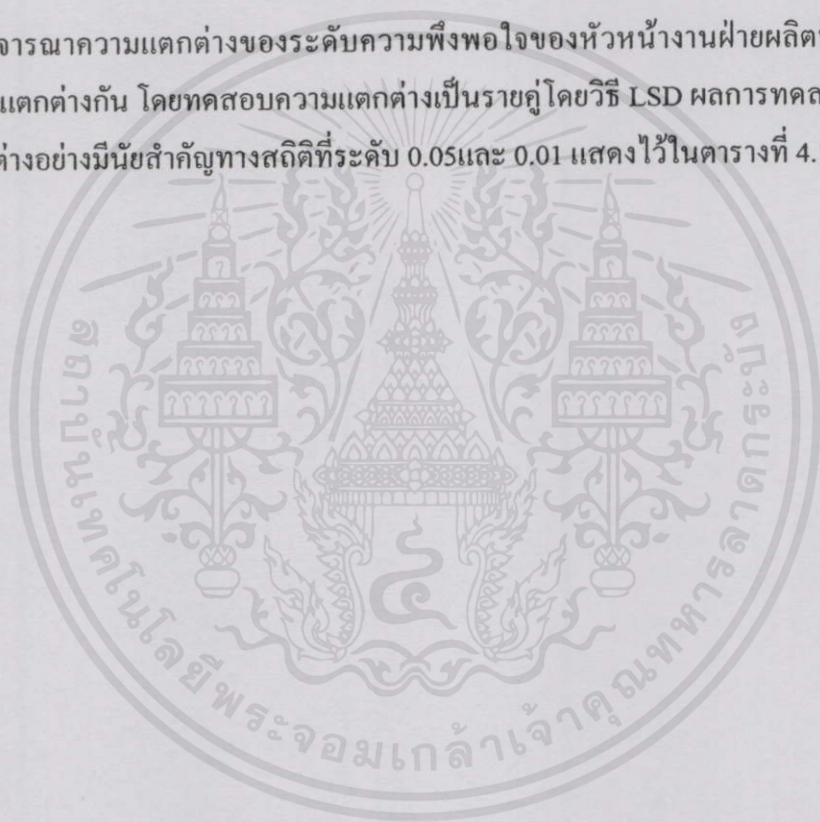 จารณาความแตกต่างของระดับความพึงพอใจของหัวหน้างานฝ่ายผลิต
แตกต่างกัน โดยทดสอบความแตกต่างเป็นรายคู่โดยวิธี LSD ผลการทดส
ต่างอย่างมีนัยสำคัญทางสถิติที่ระดับ 0.05และ 0.01 แสดงไว้ในตารางที่ 4.
สถาบันเทคโนโลยีพระจอมเกล้าเจ้าคุณทหารลาดกระบัง